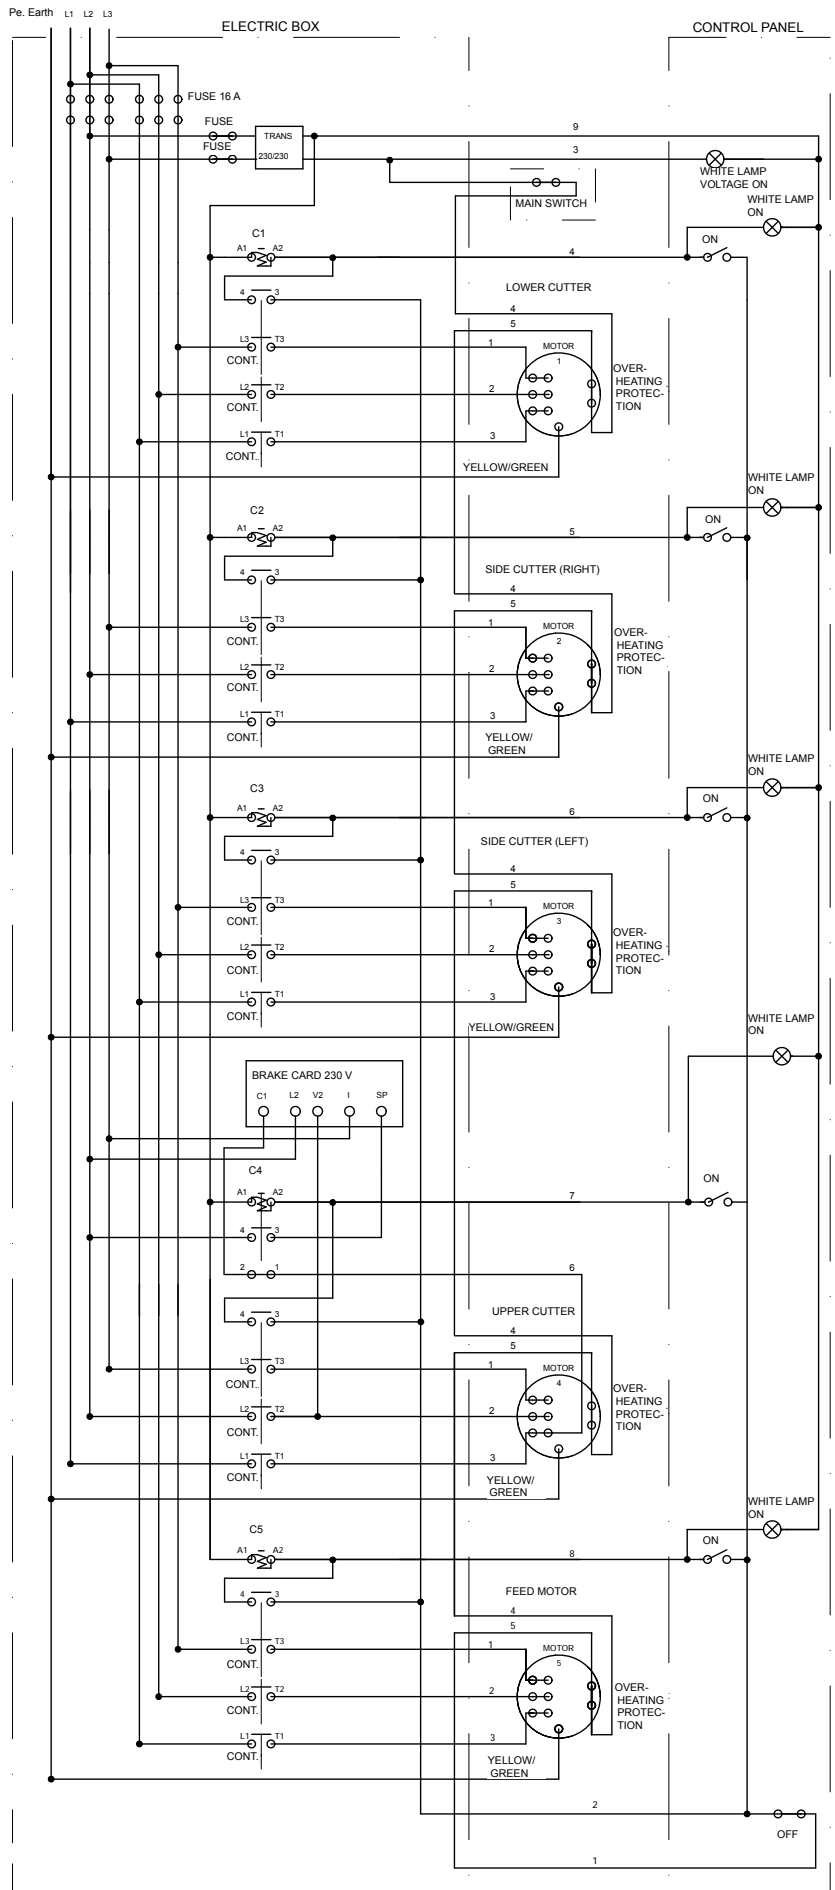 Pe. Earth L1 L2 L3
ELECTRIC BOX
CONTROL PANEL
FUSE 16 A
FUSE
TRANS
9
FUSE
230/230
3
WHITE LAMP
VOLTAGE ON
MAIN SWITCH
WHITE LAMP
ON
C1
A1 A2
4
ON
4 3
LOWER CUTTER
4
5
L3 T3
1
MOTOR
1
CONT.
OVER-
HEATING
PROTEC-
TION
L2 T2
2
CONT.
L1 T1
3
CONT..
YELLOW/GREEN
WHITE LAMP
ON
C2
A1 A2
5
ON
4 3
SIDE CUTTER (RIGHT)
4
5
L3 T3
1
MOTOR
2
CONT.
OVER-
HEATING
PROTEC-
TION
L2 T2
2
CONT.
L1 T1
3
CONT.
YELLOW/
GREEN
WHITE LAMP
ON
C3
A1 A2
6
ON
4 3
SIDE CUTTER (LEFT)
4
5
L3 T3
1
MOTOR
3
CONT.
OVER-
HEATING
PROTEC-
TION
L2 T2
2
CONT.
L1 T1
3
CONT.
YELLOW/GREEN
WHITE LAMP
ON
BRAKE CARD 230 V
C1 L2 V2 I SP
C4
A1 A2
7
ON
4 3
2 1
6
4 3
UPPER CUTTER
4
5
L3 T3
1
MOTOR
4
CONT..
OVER-
HEATING
PROTEC-
TION
L2 T2
2
CONT.
L1 T1
3
CONT.
YELLOW/
GREEN
WHITE LAMP
ON
C5
A1 A2
8
ON
4 3
FEED MOTOR
4
5
L3 T3
1
MOTOR
5
CONT.
OVER-
HEATING
PROTEC-
TION
L2 T2
2
CONT.
L1 T1
3
CONT.
YELLOW/
GREEN
2
OFF
1